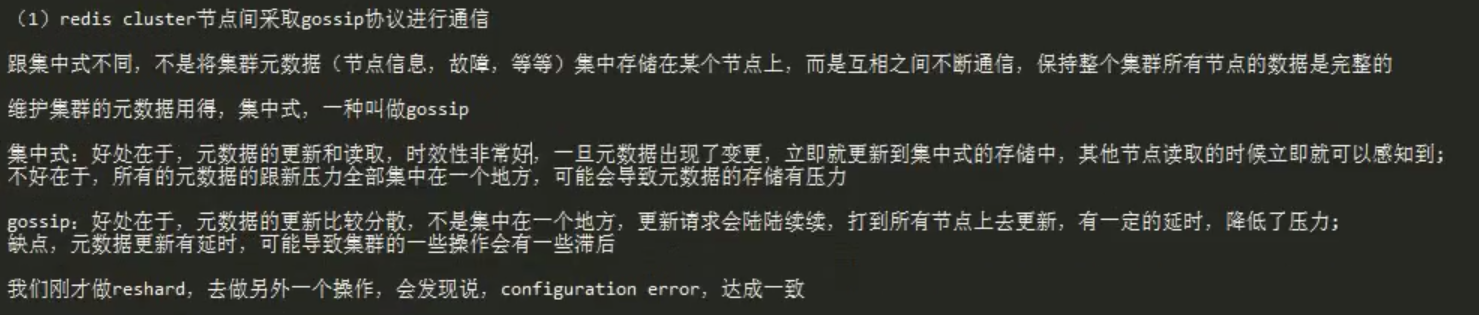 （1）redis cluster节点间采取gossip协议进行通信
跟集中式不同，不是将集群元数据（节点信息，故障，等等）集中存储在某个节点上，而是互相之间不断通信，保持整个集群所有节点的数据是完整的
维护集群的元数据用得，集中式，一种叫做gossip
集中式：好处在于，元数据的更新和读取，时效性非常好，一旦元数据出现了变更，立即就更新到集中式的存储中，其他节点读取的时候立即就可以感知到；
不好在于，所有的元数据的跟新压力全部集中在一个地方，可能会导致元数据的存储有压力
gossip：好处在于，元数据的更新比较分散，不是集中在一个地方，更新请求会陆陆续续，打到所有节点上去更新，有一定的延时，降低了压力；
缺点，元数据更新有延时，可能导致集群的一些操作会有一些滞后
我们刚才做reshard，去做另外一个操作，会发现说，configuration error，达成一致